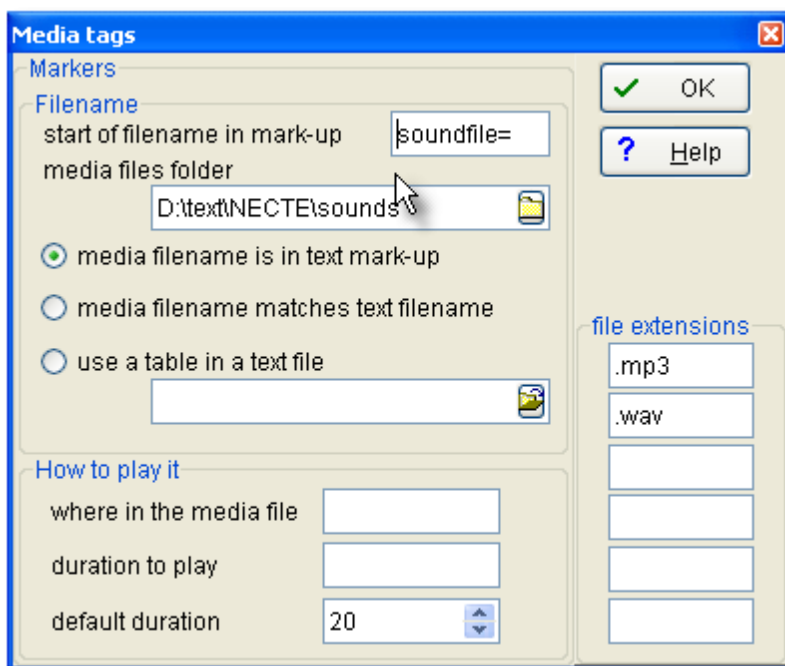 Media tags
Markers
Filename
start of filename in mark-up soundfile=
media files folder
D:\text\NECTE\sounds
media filename is in text mark-up
media filename matches text filename
use a table in a text file
How to play it
where in the media file
duration to play
default duration 20
OK
? Help
file extensions
.mp3
.wav